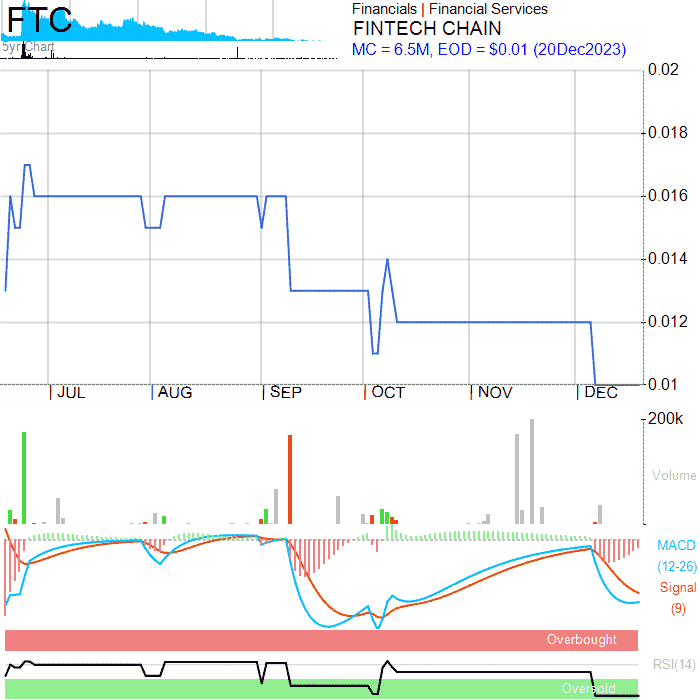 FTC
5yr Chart
Financials | Financial Services
FINTECH CHAIN
MC = 6.5M, EOD = $0.01 (20Dec2023)
0.02
0.018
0.016
0.014
0.012
0.01
JUL AUG SEP OCT NOV DEC
200k
Volume
MACD
(12-26)
Signal
(9)
Overbought
RSI(14)
Oversold